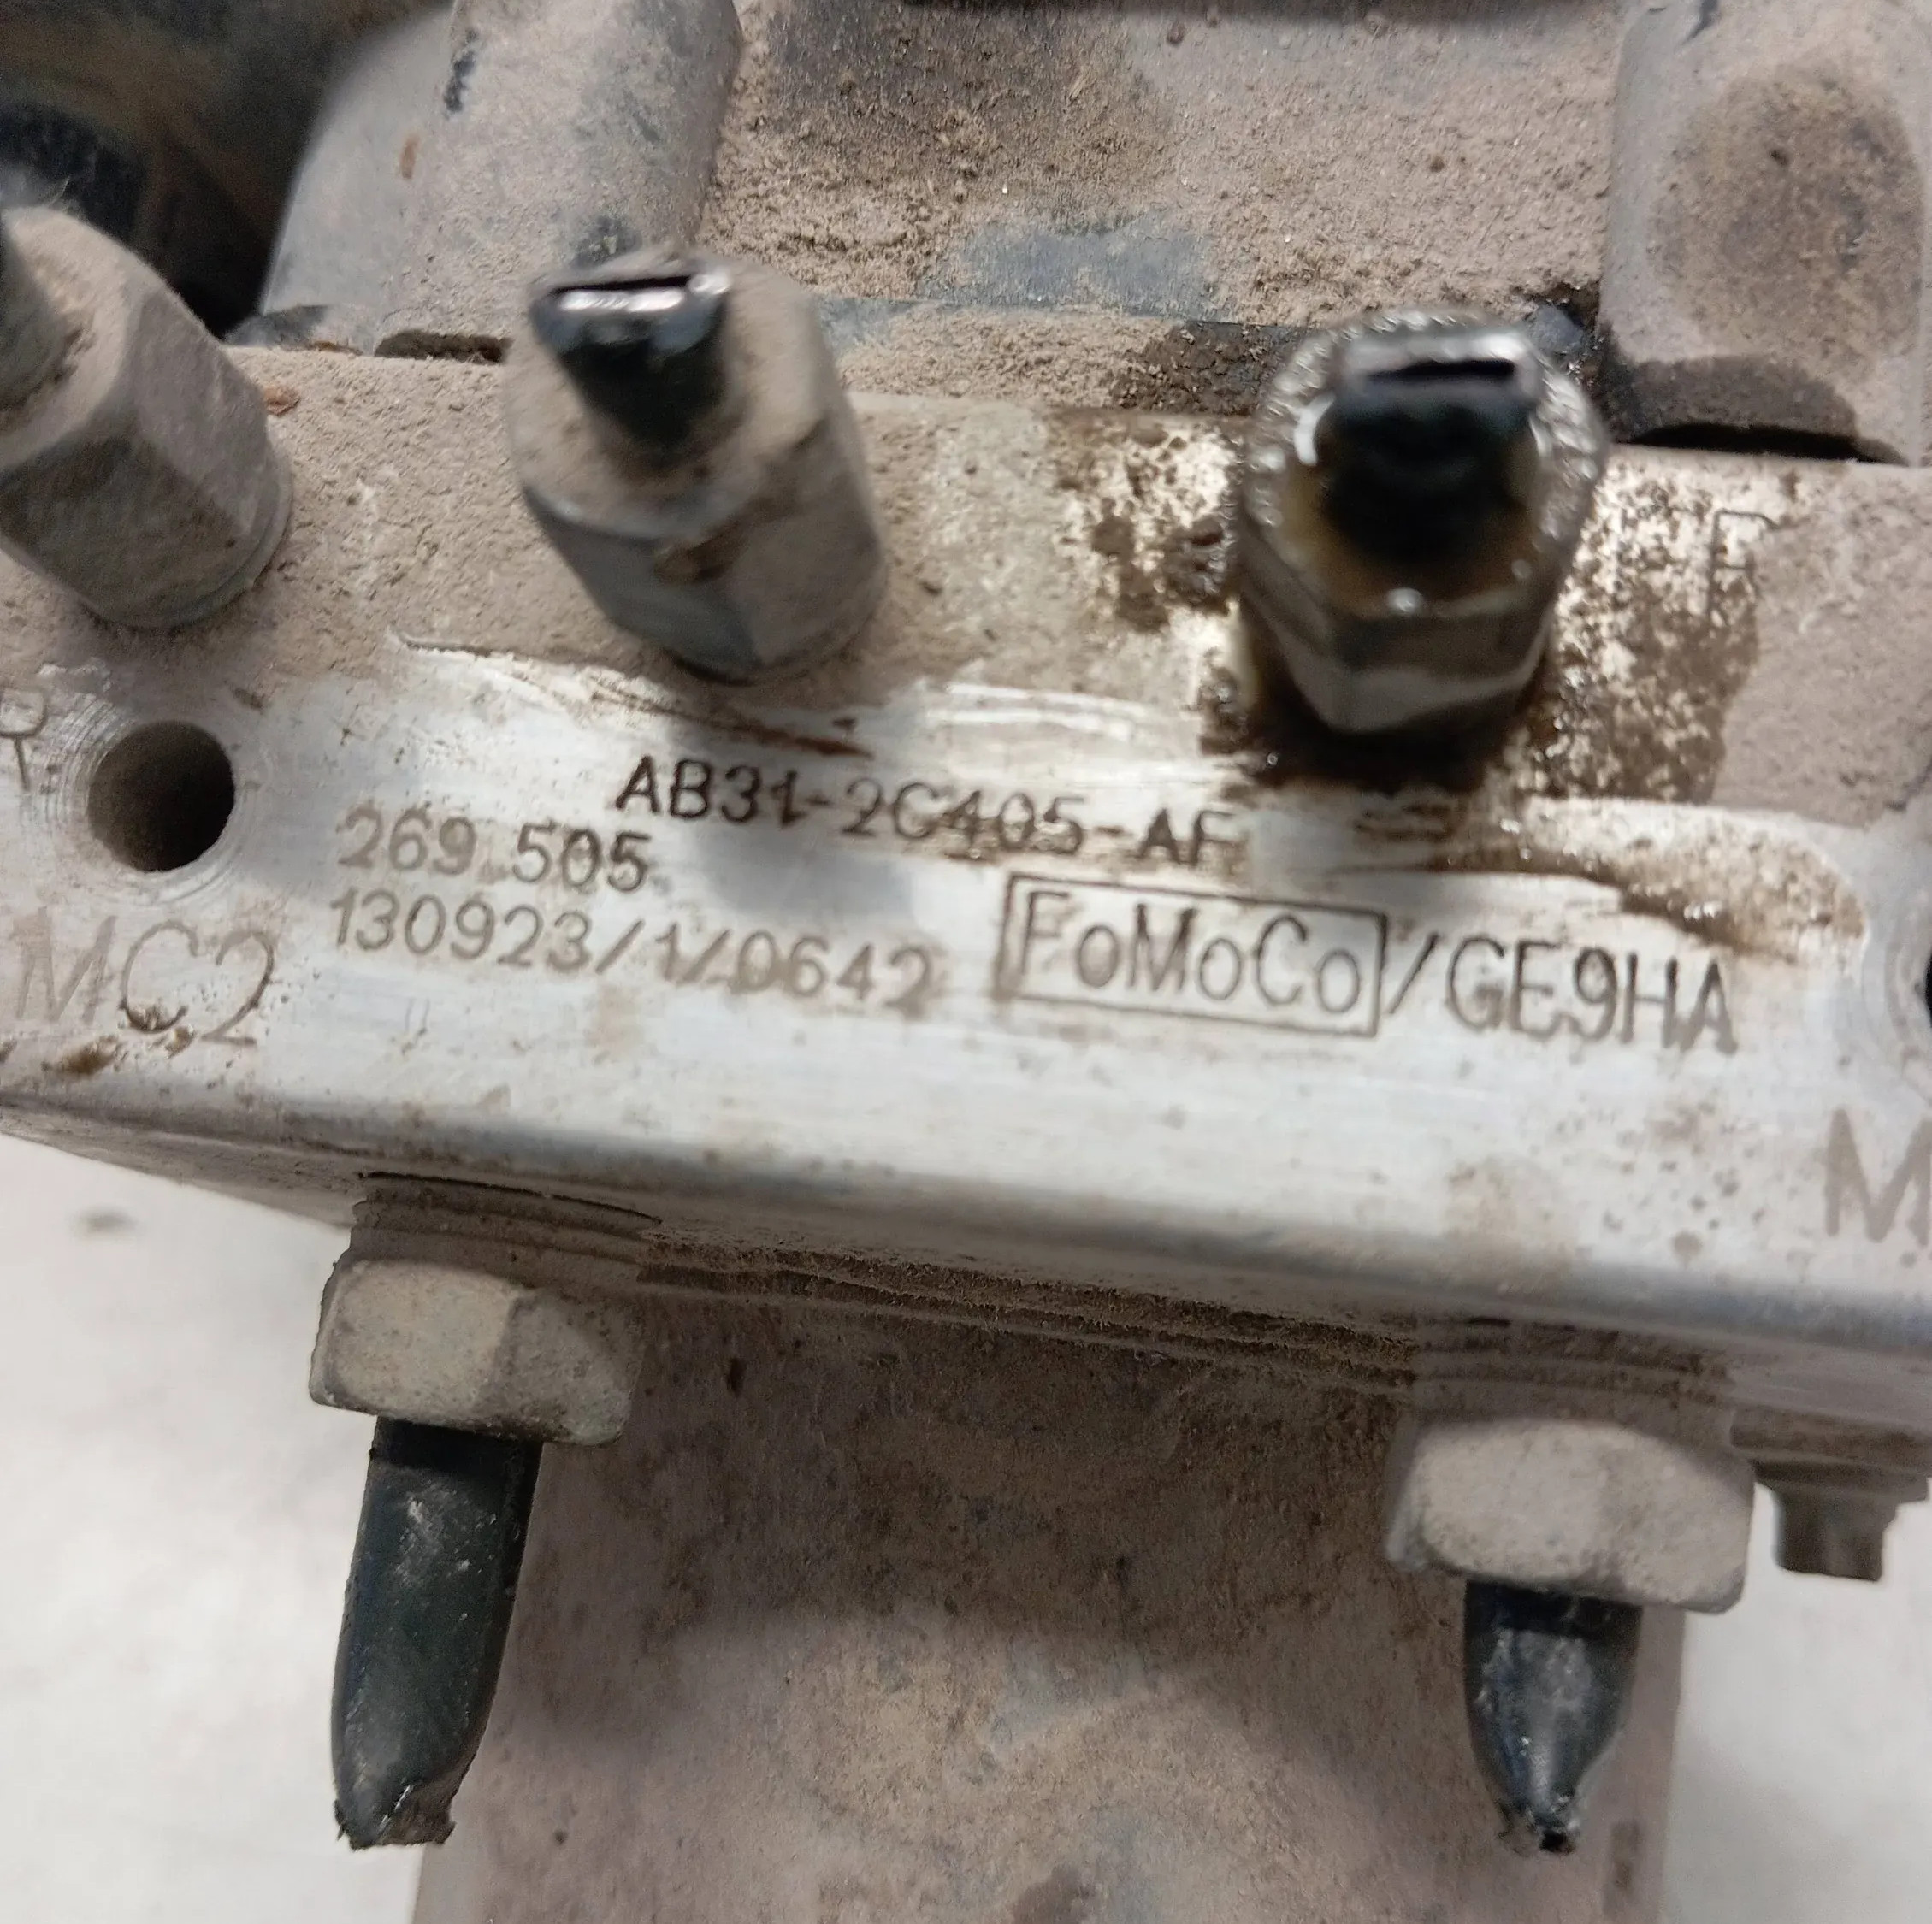 R
R
AB31-2C405-AF
269 505
130923/1/0642
FoMoCo/GE9HA
MC2
M